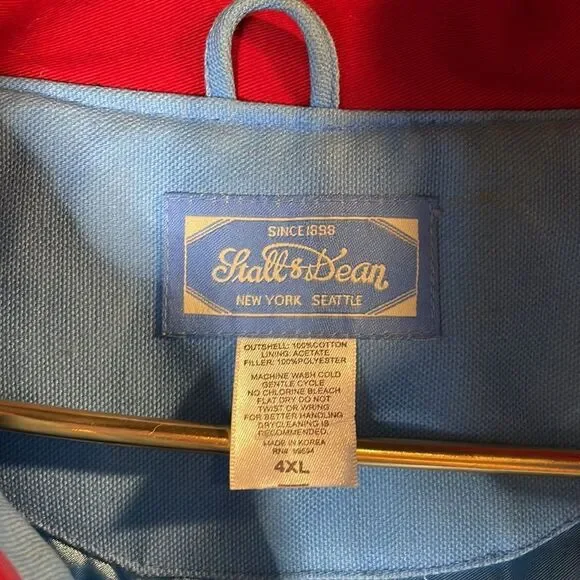 SINCE 1898
Stall & Dean
NEW YORK SEATTLE
OUTSHELL: 100%COTTON
LINING: ACETATE
FILLER: 100%POLYESTER
MACHINE WASH COLD
GENTLE CYCLE
NO CHLORINE BLEACH
FLAT DRY DO NOT
TWIST OR WRING
FOR BETTER HANDLING
DRYCLEANING IS
RECOMMENDED.
MADE IN KOREA
RN#
4XL